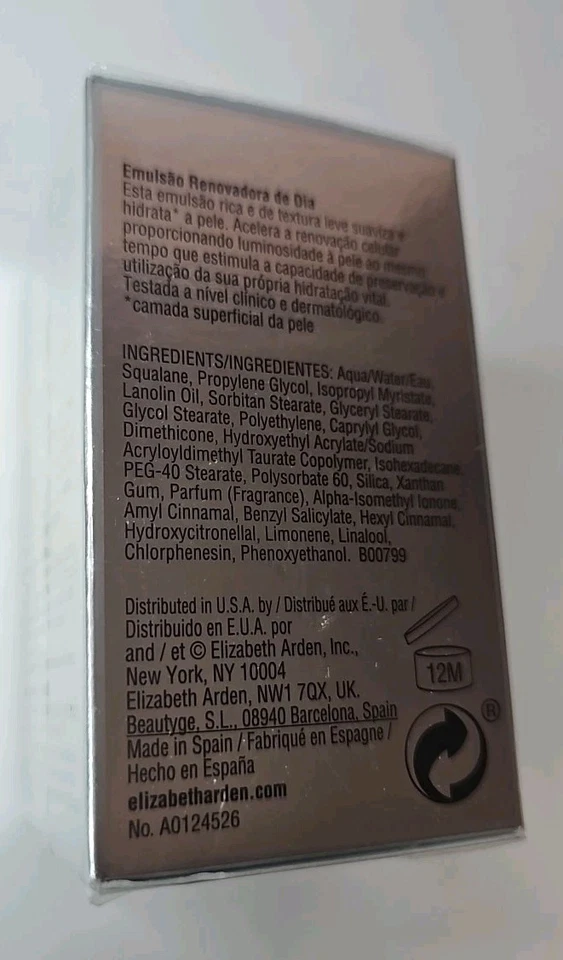 Emulsão Renovadora de Dia
Esta emulsão rica e de textura leve suaviza e
hidrata* a pele. Acelera a renovação celular
proporcionando luminosidade à pele ao mesmo
tempo que estimula a capacidade de preservação e
utilização da sua própria hidratação vital.
Testada a nível clínico e dermatológico.
*camada superficial da pele
INGREDIENTS/INGREDIENTES: Aqua/Water/Eau,
Squalane, Propylene Glycol, Isopropyl Myristate,
Lanolin Oil, Sorbitan Stearate, Glyceryl Stearate,
Glycol Stearate, Polyethylene, Caprylyl Glycol,
Dimethicone, Hydroxyethyl Acrylate/Sodium
Acryloyldimethyl Taurate Copolymer, Isohexadecane,
PEG-40 Stearate, Polysorbate 60, Silica, Xanthan
Gum, Parfum (Fragrance), Alpha-Isomethyl Ionone,
Amyl Cinnamal, Benzyl Salicylate, Hexyl Cinnamal,
Hydroxycitronellal, Limonene, Linalool,
Chlorphenesin, Phenoxyethanol. B00799
Distributed in U.S.A. by / Distribué aux É.-U. par /
Distribuido en E.U.A. por
and / et © Elizabeth Arden, Inc.,
New York, NY 10004
Elizabeth Arden, NW1 7QX, UK.
Beautyge, S.L., 08940 Barcelona, Spain
Made in Spain / Fabriqué en Espagne /
Hecho en España
elizabetharden.com
No. A0124526
12M
®